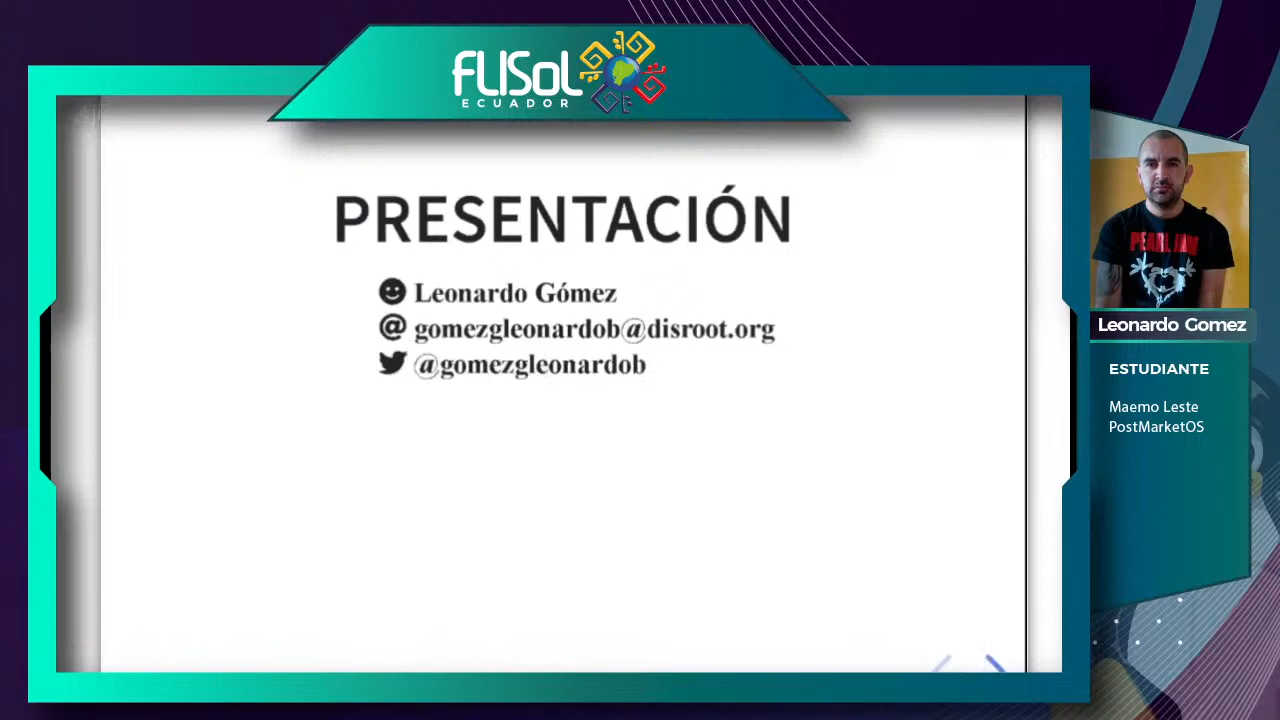 FLISoL
ECUADOR
PRESENTACIÓN
Leonardo Gómez
@ gomezgleonardob@disroot.org
@gomezgleonardob
PEARL JAM
Leonardo Gomez
ESTUDIANTE
Maemo Leste
PostMarketOS